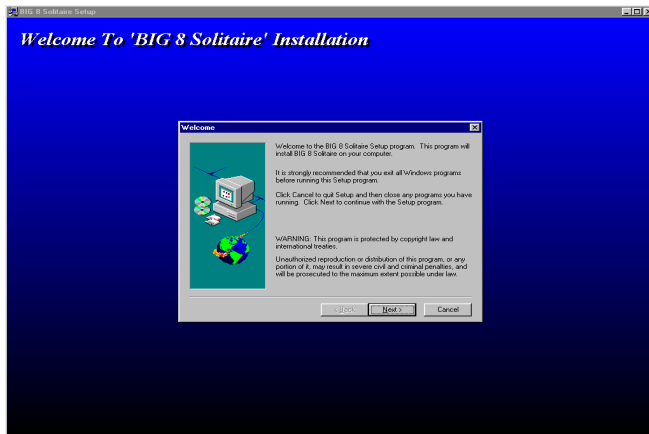 BIG 8 Solitaire Setup
Welcome To 'BIG 8 Solitaire' Installation
Welcome
Welcome to the BIG 8 Solitaire Setup program. This program will
install BIG 8 Solitaire on your computer.
It is strongly recommended that you exit all Windows programs
before running this Setup program.
Click Cancel to quit Setup and then close any programs you have
running. Click Next to continue with the Setup program.
WARNING: This program is protected by copyright law and
international treaties.
Unauthorized reproduction or distribution of this program, or any
portion of it, may result in severe civil and criminal penalties, and
will be prosecuted to the maximum extent possible under law.
< Back Next > Cancel